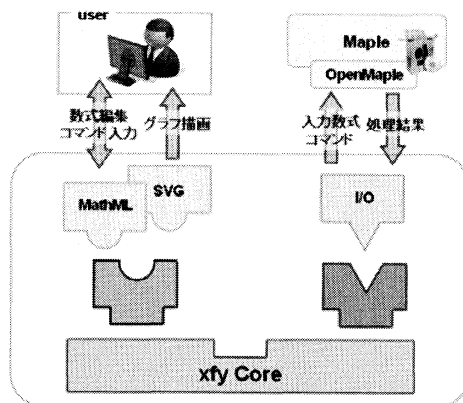 user
Maple
OpenMaple
数式編集
コマンド入力
グラフ描画
入力数式
コマンド
処理結果
SVG
MathML
I/O
xfy Core